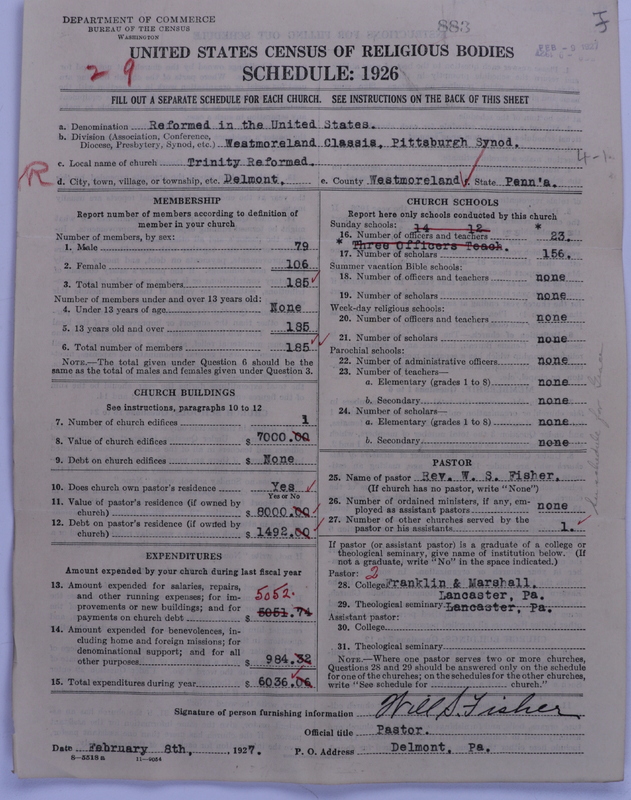 DEPARTMENT OF COMMERCE
BUREAU OF THE CENSUS
WASHINGTON
883
UNITED STATES CENSUS OF RELIGIOUS BODIES
2 9
SCHEDULE: 1926
FILL OUT A SEPARATE SCHEDULE FOR EACH CHURCH. SEE INSTRUCTIONS ON THE BACK OF THIS SHEET
a. Denomination Reformed in the United States.
b. Division (Association, Conference, Diocese, Presbytery, Synod, etc.) Westmoreland Classis, Pittsburgh Synod.
c. Local name of church Trinity Reformed.
R
d. City, town, village, or township, etc. Delmont, e. County Westmoreland, State Penn'a.
MEMBERSHIP
Report number of members according to definition of
member in your church
Number of members, by sex:
1. Male 79
2. Female 106
3. Total number of members 185
Number of members under and over 13 years old:
4. Under 13 years of age None
5. 13 years old and over 185
6. Total number of members 185
NOTE.—The total given under Question 6 should be
same as the total of males and females given under Question 3.
CHURCH BUILDINGS
See instructions, paragraphs 10 to 12
7. Number of church edifices 1
8. Value of church edifices $ 7000.00
9. Debt on church edifices $ None
10. Does church own pastor's residence Yes
Yes or No
11. Value of pastor's residence (if owned by
church) $ 8000.00
12. Debt on pastor's residence (if owned by
church) $ 1492.00
EXPENDITURES
Amount expended by your church during last fiscal year
13. Amount expended for salaries, repairs,
and other running expenses; for im-
provements or new buildings; and for
payments on church debt $ 5051.74
5052.
14. Amount expended for benevolences, in-
cluding home and foreign missions; for
denominational support; and for all
other purposes $ 984.32
15. Total expenditures during year $ 6036.06
CHURCH SCHOOLS
Report here only schools conducted by this church
Sunday schools: 14 12 *
16. Number of officers and teachers 23.
* Three Officers Teach.
17. Number of scholars 156.
Summer vacation Bible schools:
18. Number of officers and teachers none
19. Number of scholars none
Week-day religious schools:
20. Number of officers and teachers none
21. Number of scholars none
Parochial schools:
22. Number of administrative officers none
23. Number of teachers—
a. Elementary (grades 1 to 8) none
b. Secondary none
24. Number of scholars—
a. Elementary (grades 1 to 8) none
b. Secondary none
PASTOR
25. Name of pastor Rev. W. S. Fisher.
(If church has no pastor, write "None")
26. Number of ordained ministers, if any, em-
ployed as assistant pastors none
27. Number of other churches served by the
pastor or his assistants 1.
If pastor (or assistant pastor) is a graduate of a college or
theological seminary, give name of institution below. (If
not a graduate, write "No" in the space indicated.)
Pastor: 2
28. College Franklin & Marshall.
Lancaster, Pa.
29. Theological seminary Lancaster, Pa.
Assistant pastor:
30. College
31. Theological seminary
NOTE.—Where one pastor serves two or more churches,
Questions 28 and 29 should be answered only on the schedule
for one of the churches; on the schedules for the other churches,
write "See schedule for ... church."
Signature of person furnishing information Will S. Fisher
Official title Pastor.
Date February 8th, 1927. P. O. Address Delmont, Pa.
8-5518a 11-9054